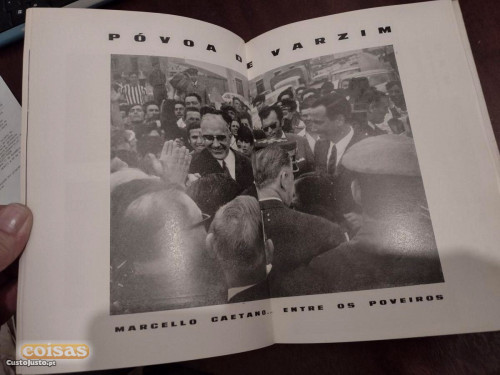 PÓVOA DE VARZIM
MARCELLO CAETANO.. ENTRE OS POVEIROS
coisas
CustoJusto.pt